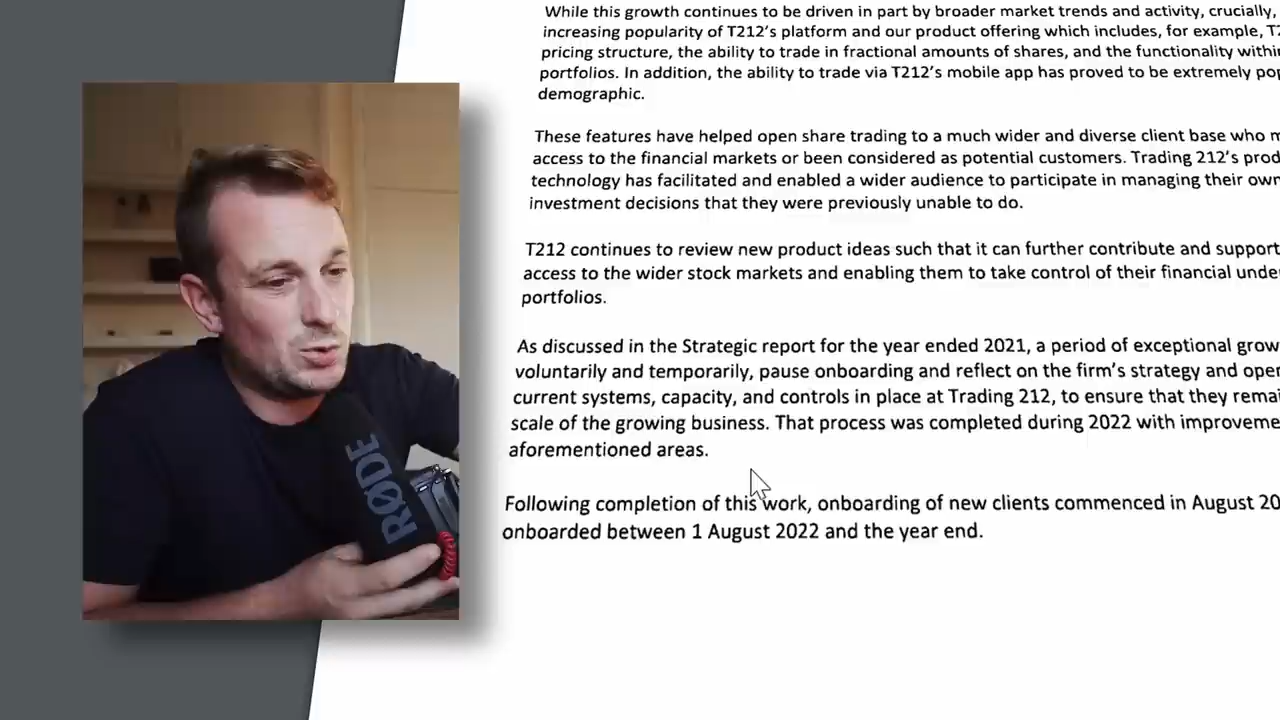 While this growth continues to be driven in part by broader market trends and activity, crucially,
increasing popularity of T212's platform and our product offering which includes, for example,
pricing structure, the ability to trade in fractional amounts of shares, and the functionality
portfolios. In addition, the ability to trade via T212's mobile app has proved to be extremely
demographic.
These features have helped open share trading to a much wider and diverse client base who
access to the financial markets or been considered as potential customers. Trading 212's
technology has facilitated and enabled a wider audience to participate in managing their
investment decisions that they were previously unable to do.
T212 continues to review new product ideas such that it can further contribute and support
access to the wider stock markets and enabling them to take control of their financial
portfolios.
As discussed in the Strategic report for the year ended 2021, a period of exceptional
voluntarily and temporarily, pause onboarding and reflect on the firm's strategy and
current systems, capacity, and controls in place at Trading 212, to ensure that they
scale of the growing business. That process was completed during 2022 with
aforementioned areas.
Following completion of this work, onboarding of new clients commenced in August
onboarded between 1 August 2022 and the year end.
RØDE